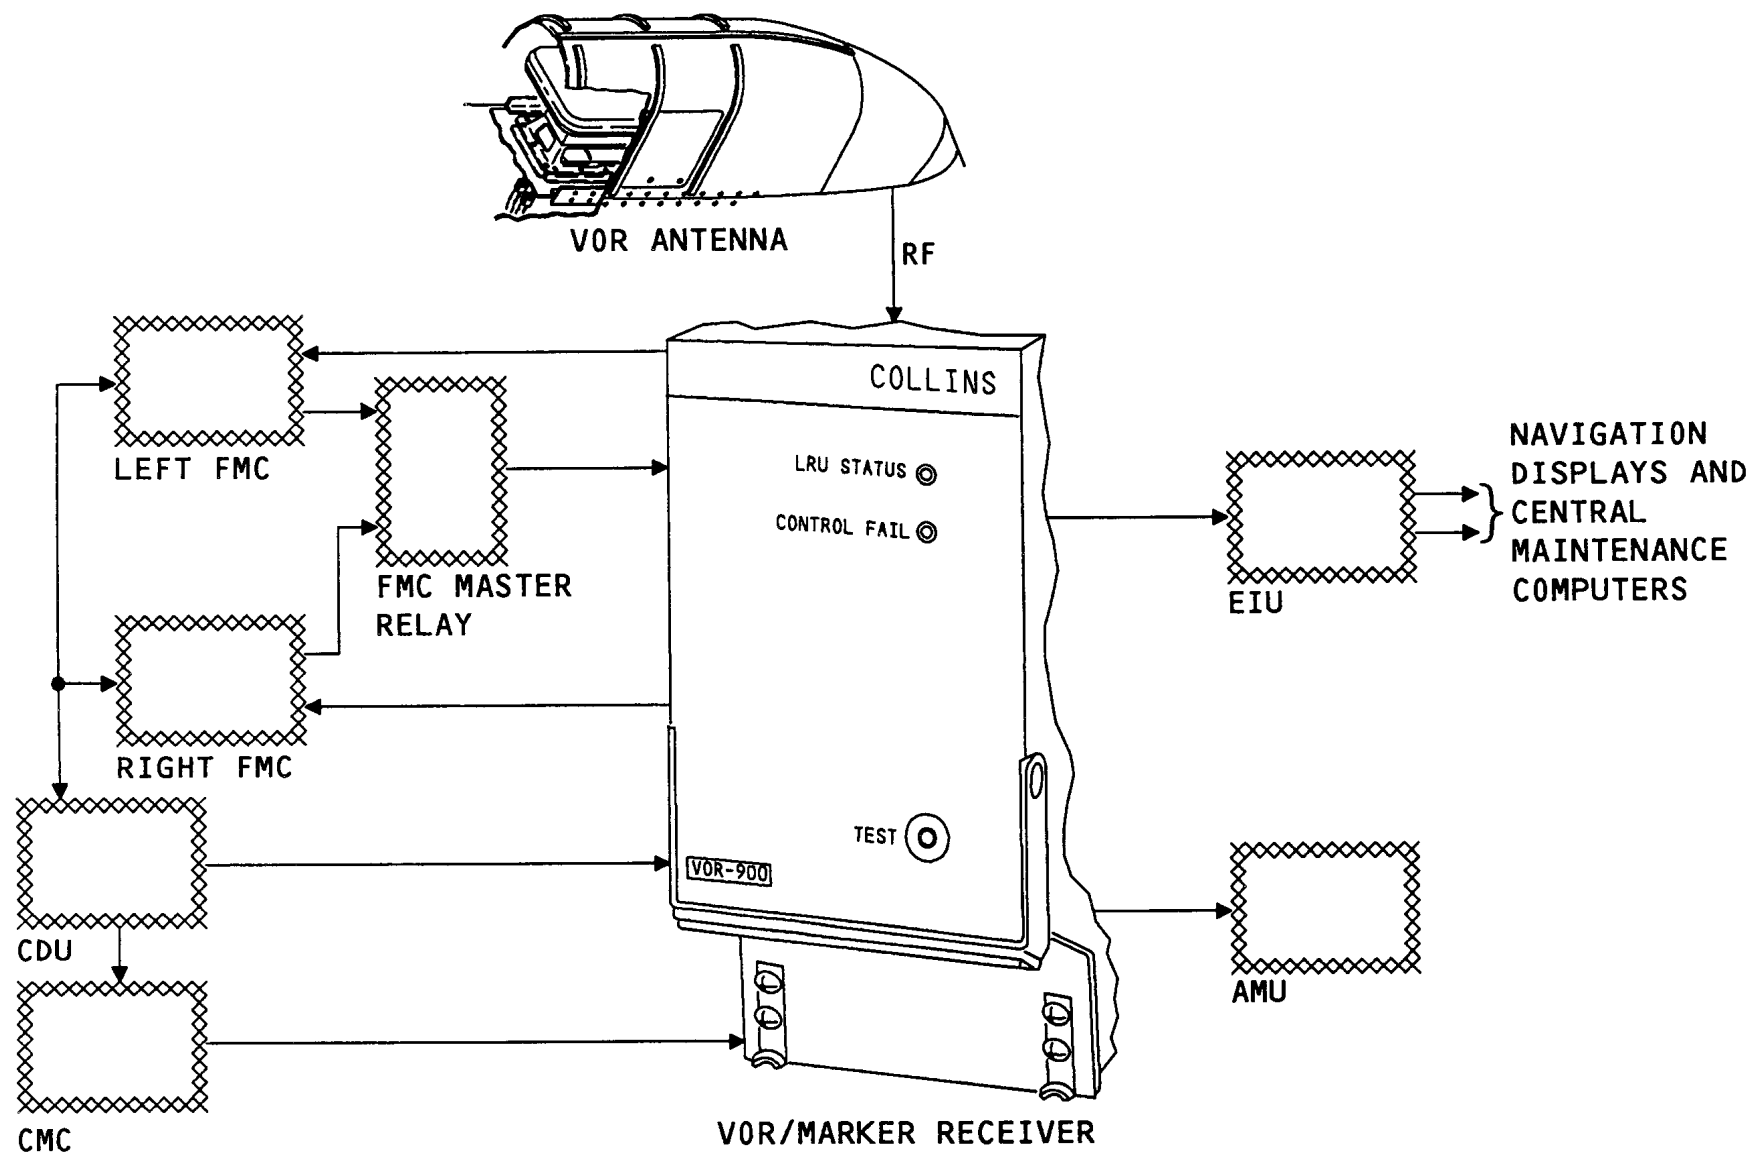 VOR ANTENNA
RF
COLLINS
LRU STATUS
CONTROL FAIL
TEST
VOR-900
LEFT FMC
FMC MASTER
RELAY
RIGHT FMC
CDU
CMC
NAVIGATION
DISPLAYS AND
CENTRAL
MAINTENANCE
COMPUTERS
EIU
AMU
VOR/MARKER RECEIVER